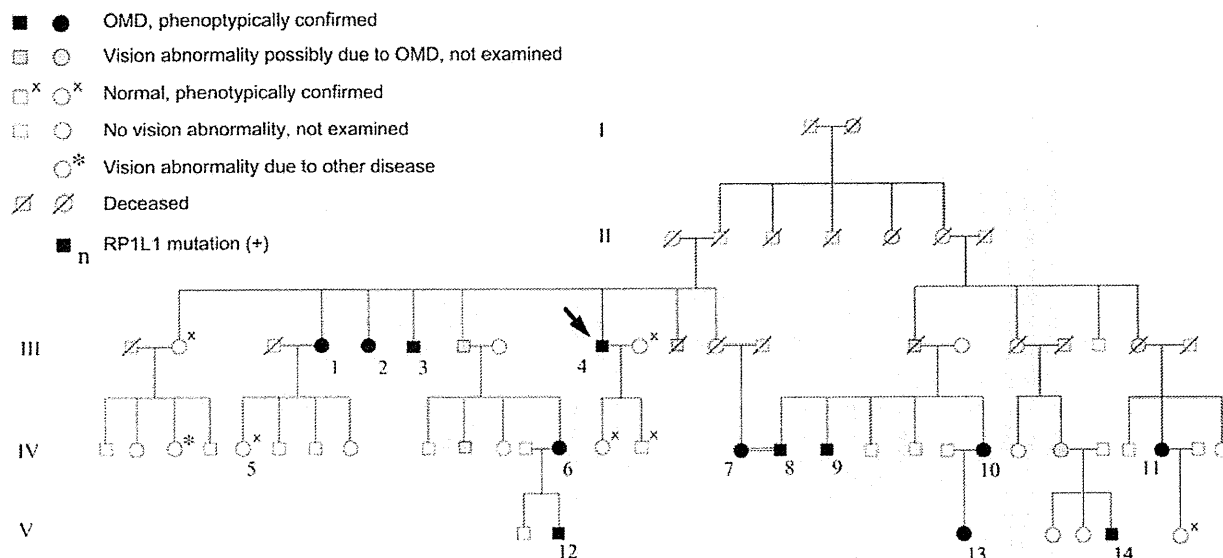 OMD, phenoptypically confirmed
Vision abnormality possibly due to OMD, not examined
x x Normal, phenotypically confirmed
No vision abnormality, not examined
* Vision abnormality due to other disease
Deceased
n RP1L1 mutation (+)
I
II
III
x
1
2
3
4
x
IV
*
x
5
6
x
x
7
8
9
10
11
V
12
13
14
x